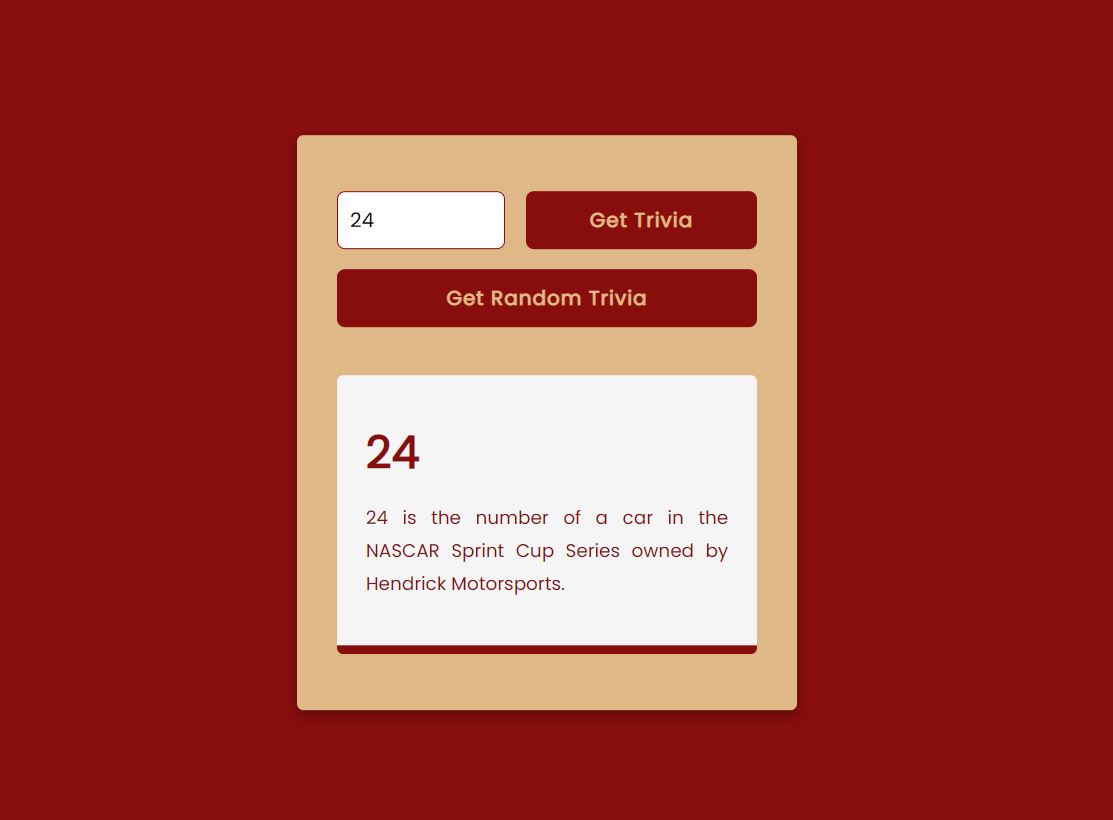 24
Get Trivia
Get Random Trivia
24
24 is the number of a car in the
NASCAR Sprint Cup Series owned by
Hendrick Motorsports.